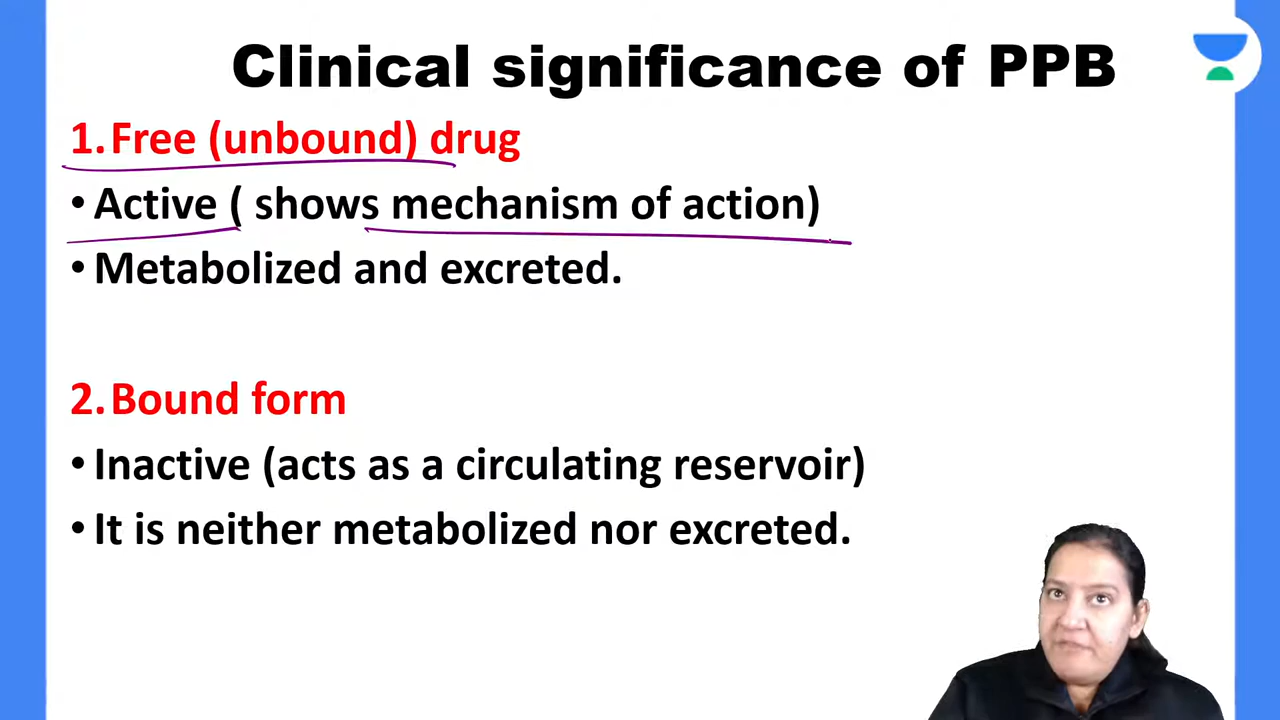 Clinical significance of PPB
1. Free (unbound) drug
• Active ( shows mechanism of action)
• Metabolized and excreted.
2. Bound form
• Inactive (acts as a circulating reservoir)
• It is neither metabolized nor excreted.